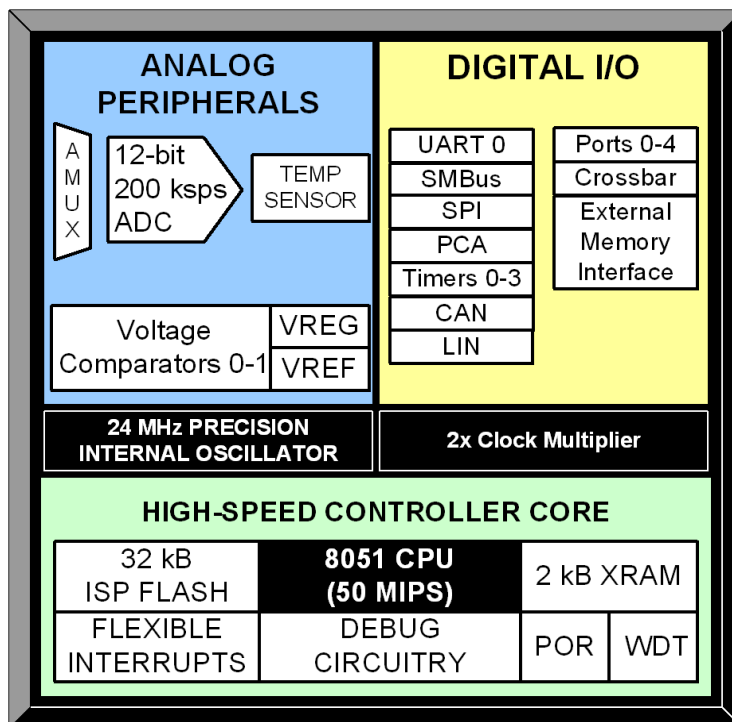 ANALOG
PERIPHERALS
A
M
U
X
12-bit
200 ksps
ADC
TEMP
SENSOR
Voltage
Comparators 0-1
VREG
VREF
DIGITAL I/O
UART 0
SMBus
SPI
PCA
Timers 0-3
CAN
LIN
Ports 0-4
Crossbar
External
Memory
Interface
24 MHz PRECISION
INTERNAL OSCILLATOR
2x Clock Multiplier
HIGH-SPEED CONTROLLER CORE
32 kB
ISP FLASH
8051 CPU
(50 MIPS)
2 kB XRAM
FLEXIBLE
INTERRUPTS
DEBUG
CIRCUITRY
POR
WDT